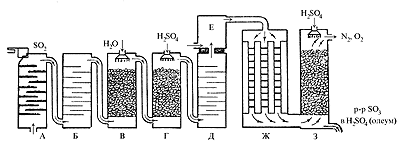 SO₂
H₂O
H₂SO₄
E
H₂SO₄
N₂, O₂
р-р SO₃
в H₂SO₄ (олеум)
А Б В Г Д Ж З